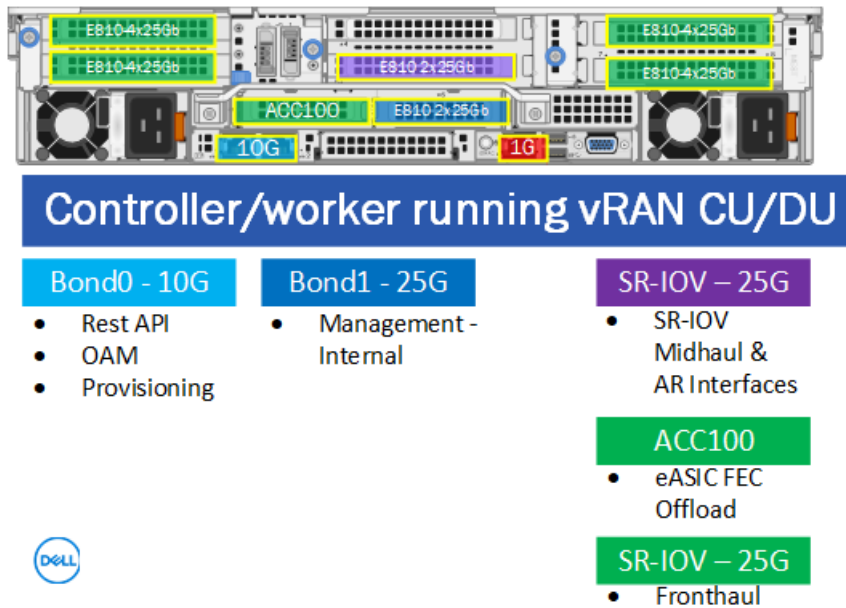 E810-4x25Gb
E810-4x25Gb
E810-4x25Gb
E810 2x25Gb
E810-4x25Gb
ACC100
E810 2x25Gb
10G
1G
Controller/worker running vRAN CU/DU
Bond0 - 10G
Bond1 - 25G
SR-IOV – 25G
• Rest API
• OAM
• Provisioning
• Management -
Internal
• SR-IOV
Midhaul &
AR Interfaces
ACC100
• eASIC FEC
Offload
DELL
SR-IOV – 25G
• Fronthaul